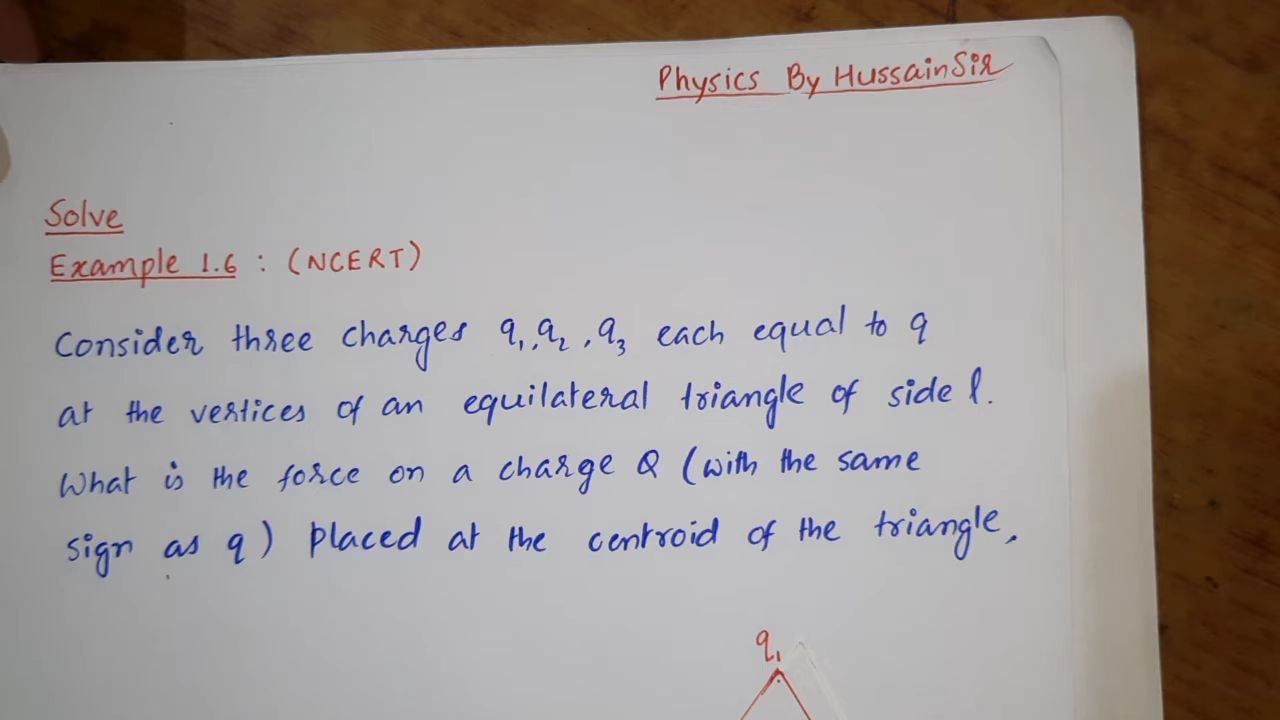 Physics By Hussain Sir
Solve
Example 1.6 : (NCERT)
Consider three charges q₁, q₂, q₃ each equal to q
at the vertices of an equilateral triangle of side l.
What is the force on a charge Q (with the same
sign as q) placed at the centroid of the triangle.
q₁